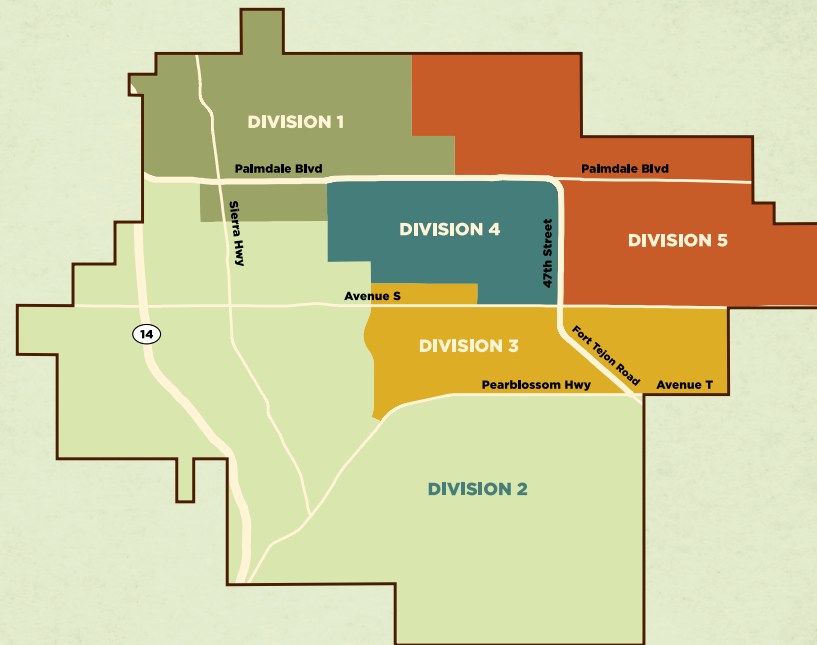 DIVISION 1
Palmdale Blvd
Palmdale Blvd
Sierra Hwy
DIVISION 4
47th Street
DIVISION 5
Avenue S
14
DIVISION 3
Fort Tejon Road
Pearblossom Hwy
Avenue T
DIVISION 2